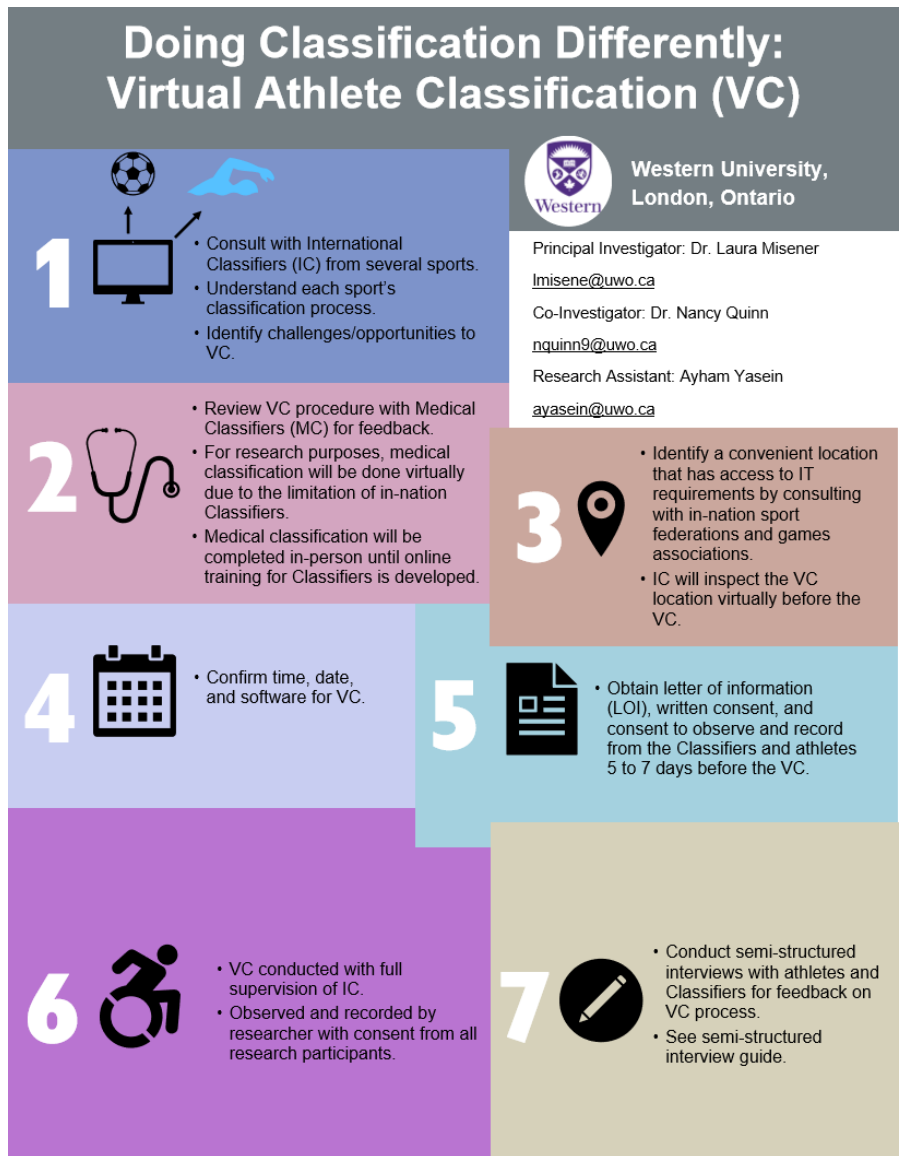 Doing Classification Differently:
Virtual Athlete Classification (VC)
Western
Western University,
London, Ontario
Principal Investigator: Dr. Laura Misener
lmisene@uwo.ca
Co-Investigator: Dr. Nancy Quinn
nquinn9@uwo.ca
Research Assistant: Ayham Yasein
ayasein@uwo.ca
1
• Consult with International
Classifiers (IC) from several sports.
• Understand each sport's
classification process.
• Identify challenges/opportunities to
VC.
2
• Review VC procedure with Medical
Classifiers (MC) for feedback.
• For research purposes, medical
classification will be done virtually
due to the limitation of in-nation
Classifiers.
• Medical classification will be
completed in-person until online
training for Classifiers is developed.
3
• Identify a convenient location
that has access to IT
requirements by consulting
with in-nation sport
federations and games
associations.
• IC will inspect the VC
location virtually before the
VC.
4
• Confirm time, date,
and software for VC.
5
• Obtain letter of information
(LOI), written consent, and
consent to observe and record
from the Classifiers and athletes
5 to 7 days before the VC.
6
• VC conducted with full
supervision of IC.
• Observed and recorded by
researcher with consent from all
research participants.
7
• Conduct semi-structured
interviews with athletes and
Classifiers for feedback on
VC process.
• See semi-structured
interview guide.